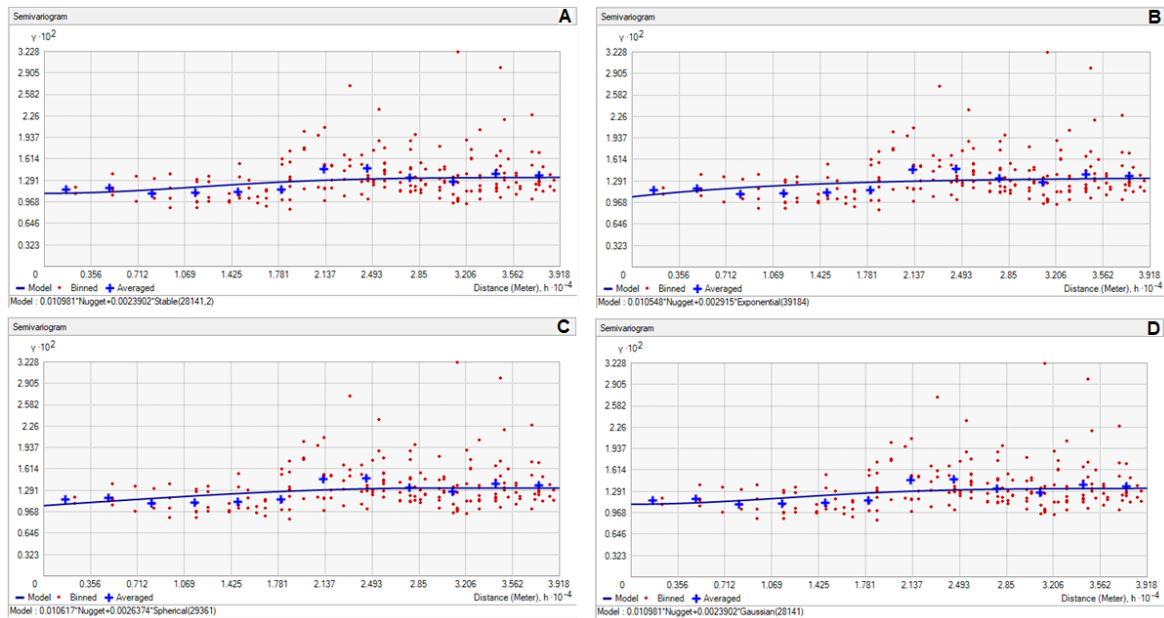 Semivariogram A
γ · 10²
3.228
2.905
2.582
2.26
1.937
1.614
1.291
0.968
0.646
0.323
0 0.356 0.712 1.069 1.425 1.781 2.137 2.493 2.85 3.206 3.562 3.918
Model Binned Averaged Distance (Meter), h · 10⁻⁴
Model : 0.010981*Nugget+0.0023902*Stable(28141,2)
Semivariogram B
γ · 10²
3.228
2.905
2.582
2.26
1.937
1.614
1.291
0.968
0.646
0.323
0 0.356 0.712 1.069 1.425 1.781 2.137 2.493 2.85 3.206 3.562 3.918
Model Binned Averaged Distance (Meter), h · 10⁻⁴
Model : 0.010548*Nugget+0.002915*Exponential(39184)
Semivariogram C
γ · 10²
3.228
2.905
2.582
2.26
1.937
1.614
1.291
0.968
0.646
0.323
0 0.356 0.712 1.069 1.425 1.781 2.137 2.493 2.85 3.206 3.562 3.918
Model Binned Averaged Distance (Meter), h · 10⁻⁴
Model : 0.010617*Nugget+0.0026374*Spherical(29361)
Semivariogram D
γ · 10²
3.228
2.905
2.582
2.26
1.937
1.614
1.291
0.968
0.646
0.323
0 0.356 0.712 1.069 1.425 1.781 2.137 2.493 2.85 3.206 3.562 3.918
Model Binned Averaged Distance (Meter), h · 10⁻⁴
Model : 0.010981*Nugget+0.0023902*Gaussian(28141)